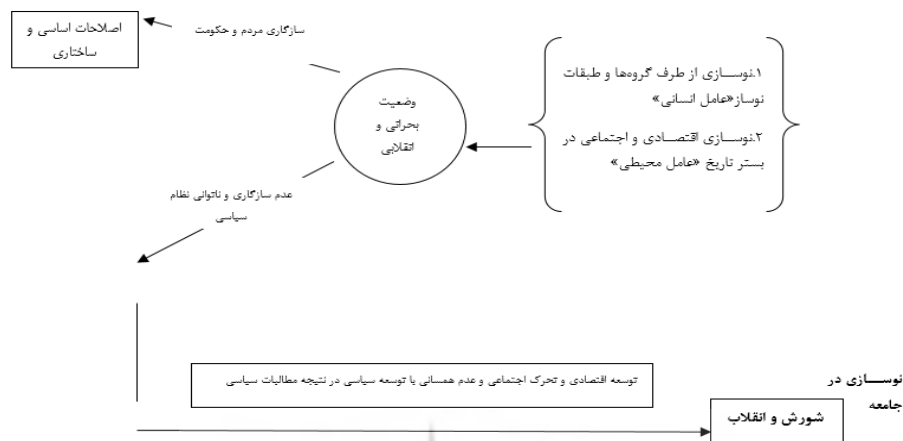 اصلاحات اساسی و
ساختاری
سازگاری مردم و حکومت
۱.نوسازی از طرف گروه‌ها و طبقات
نوساز«عامل انسانی»
۲.نوسازی اقتصادی و اجتماعی در
بستر تاریخ «عامل محیطی»
وضعیت
بحرانی و
انقلابی
عدم سازگاری و ناتوانی نظام
سیاسی
توسعه اقتصادی و تحرک اجتماعی و عدم همسانی با توسعه سیاسی در نتیجه مطالبات سیاسی
نوسازی در
جامعه
شورش و انقلاب